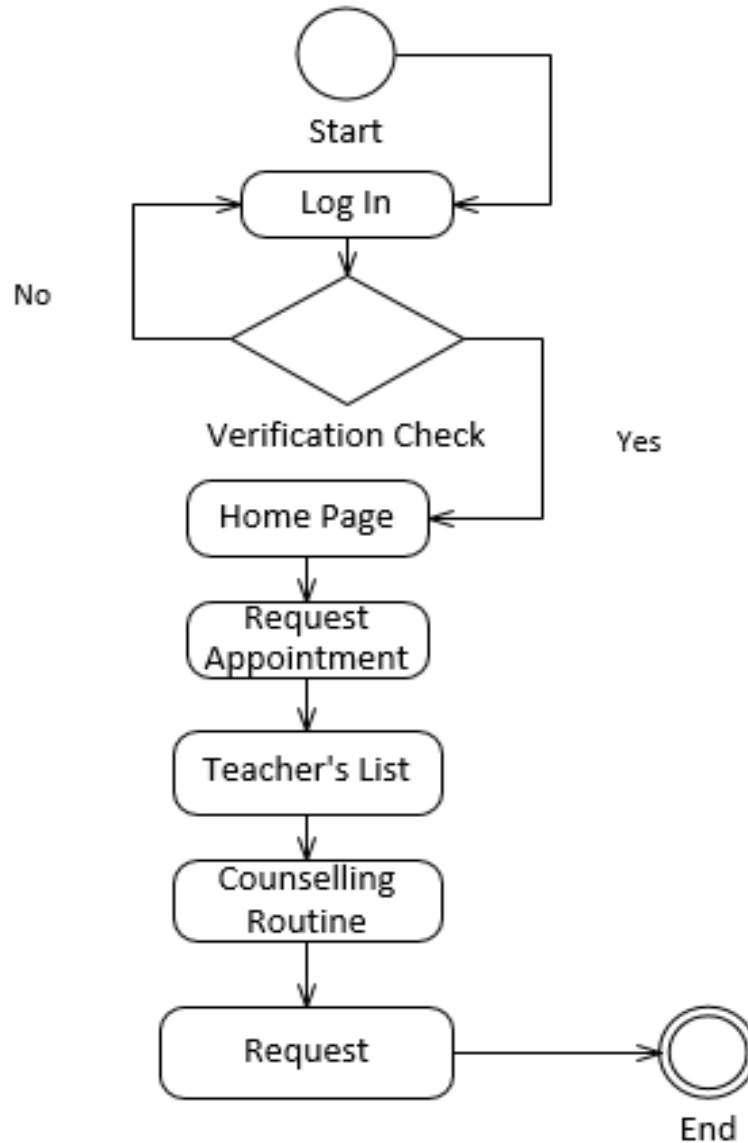 Start
Log In
No
Verification Check
Yes
Home Page
Request
Appointment
Teacher's List
Counselling
Routine
Request
End